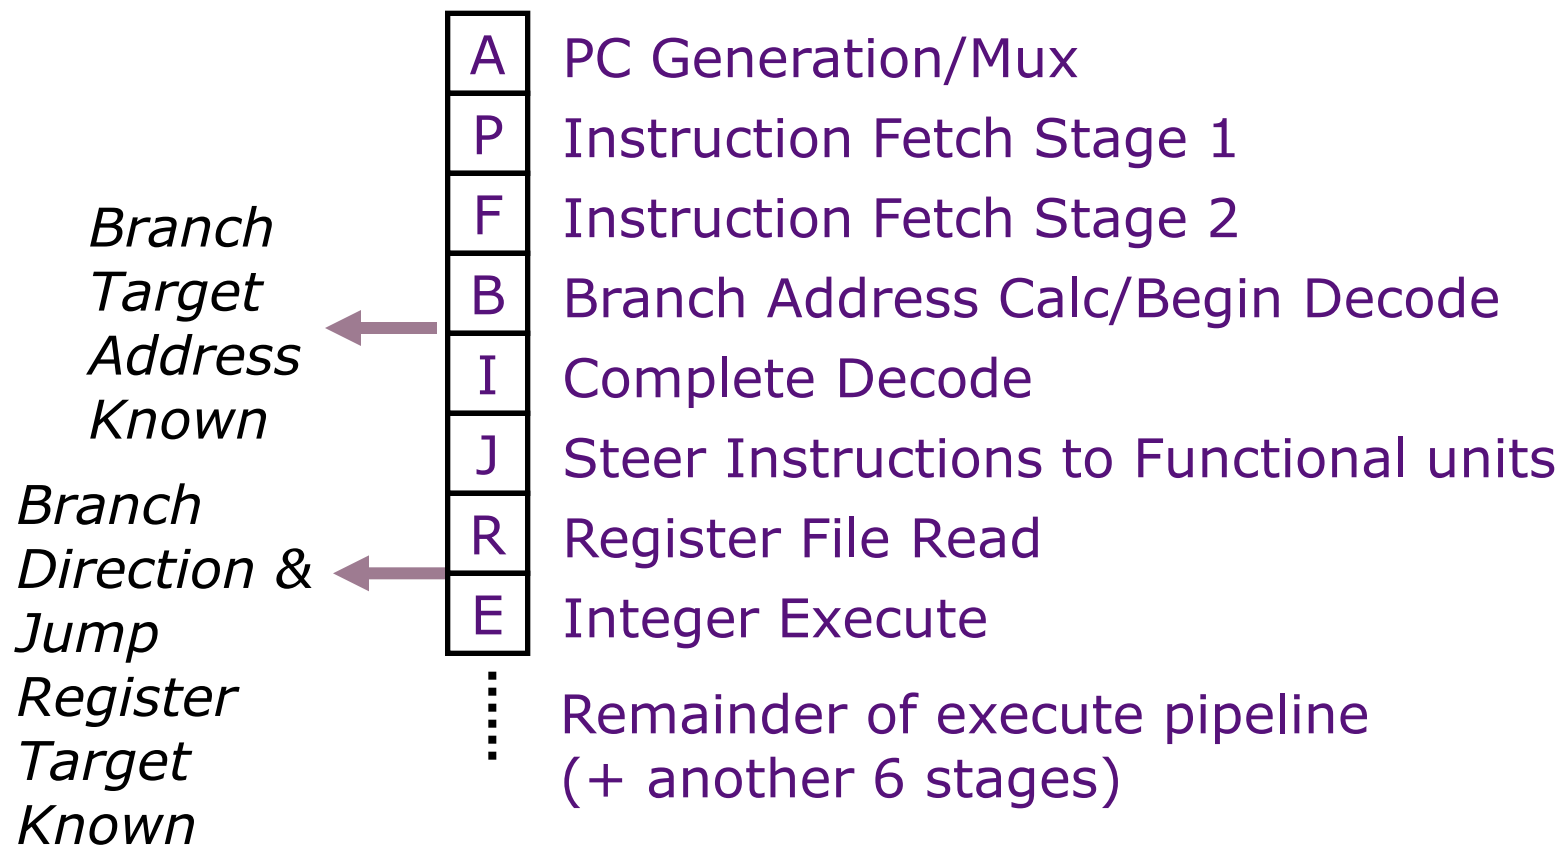 A PC Generation/Mux
P Instruction Fetch Stage 1
F Instruction Fetch Stage 2
B Branch Address Calc/Begin Decode
I Complete Decode
J Steer Instructions to Functional units
R Register File Read
E Integer Execute
Remainder of execute pipeline
(+ another 6 stages)
Branch
Target
Address
Known
Branch
Direction &
Jump
Register
Target
Known